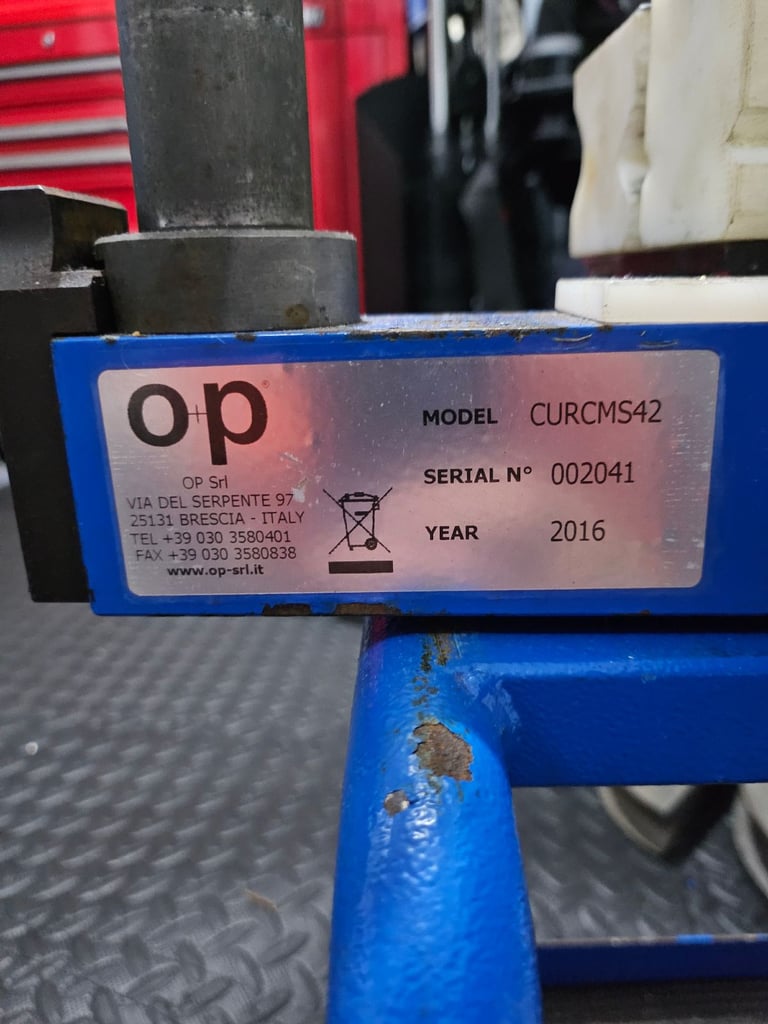 o+p®
OP Srl
VIA DEL SERPENTE 97
25131 BRESCIA - ITALY
TEL +39 030 3580401
FAX +39 030 3580838
www.op-srl.it
MODEL CURCMS42
SERIAL N° 002041
YEAR 2016